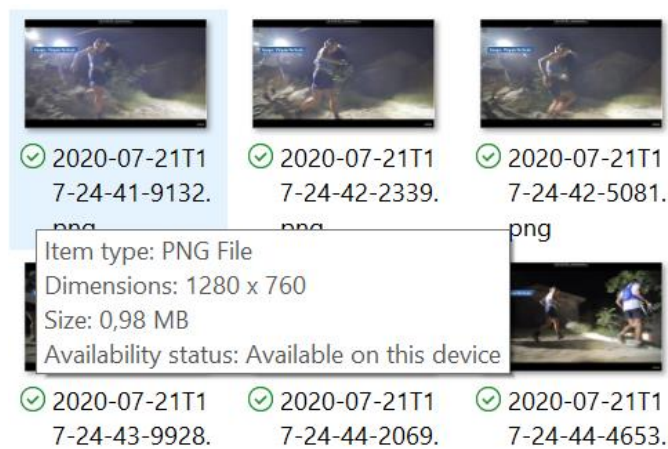 2020-07-21T1
7-24-41-9132.
png
2020-07-21T1
7-24-42-2339.
png
2020-07-21T1
7-24-42-5081.
png
Item type: PNG File
Dimensions: 1280 x 760
Size: 0,98 MB
Availability status: Available on this device
2020-07-21T1
7-24-43-9928.
2020-07-21T1
7-24-44-2069.
2020-07-21T1
7-24-44-4653.